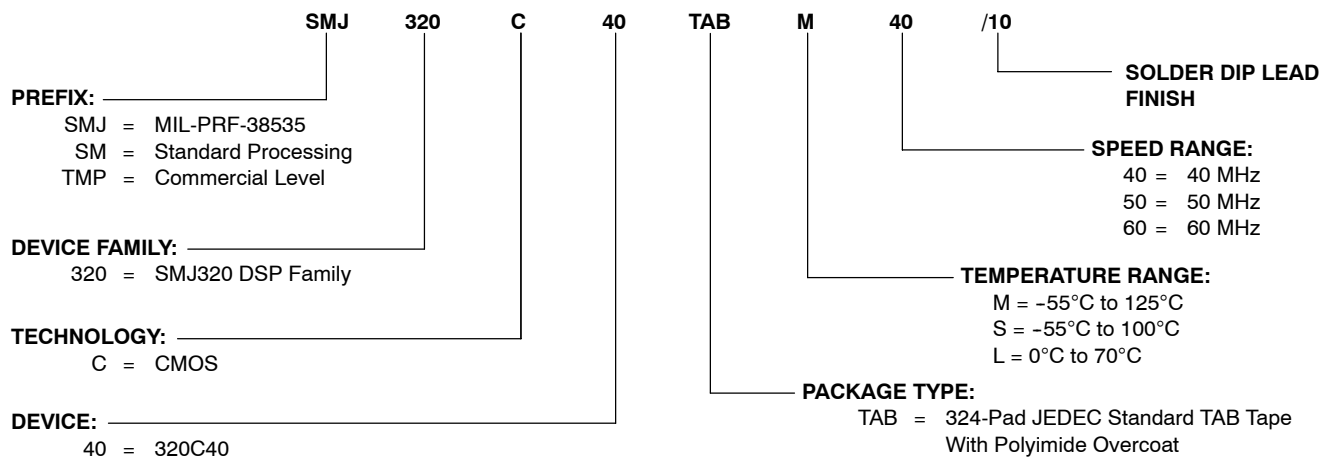 SMJ 320 C 40 TAB M 40 /10
SOLDER DIP LEAD
FINISH
PREFIX:
SMJ = MIL-PRF-38535
SM = Standard Processing
TMP = Commercial Level
SPEED RANGE:
40 = 40 MHz
50 = 50 MHz
60 = 60 MHz
DEVICE FAMILY:
320 = SMJ320 DSP Family
TEMPERATURE RANGE:
M = -55°C to 125°C
S = -55°C to 100°C
L = 0°C to 70°C
TECHNOLOGY:
C = CMOS
PACKAGE TYPE:
TAB = 324-Pad JEDEC Standard TAB Tape
With Polyimide Overcoat
DEVICE:
40 = 320C40